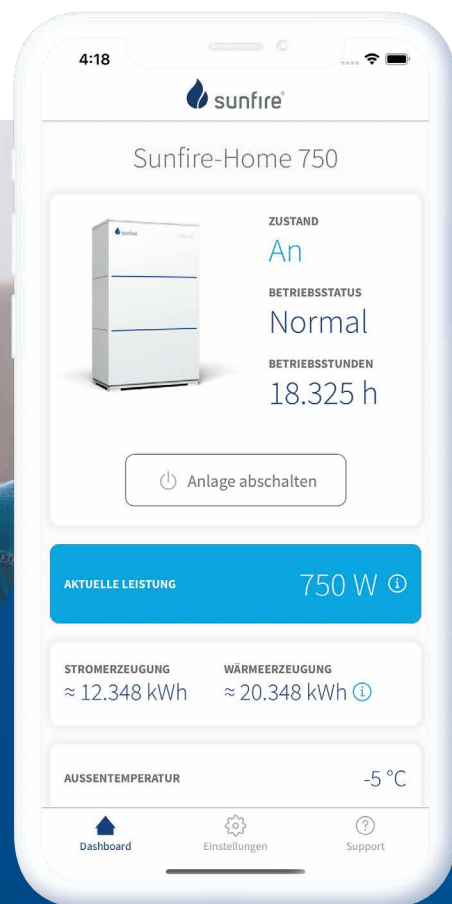 4:18
sunfire®
Sunfire-Home 750
sunfire
ZUSTAND
An
BETRIEBSSTATUS
Normal
BETRIEBSSTUNDEN
18.325 h
Anlage abschalten
AKTUELLE LEISTUNG
750 W
STROMERZEUGUNG
≈ 12.348 kWh
WÄRMEERZEUGUNG
≈ 20.348 kWh
AUSSENTEMPERATUR
-5 °C
Dashboard
Einstellungen
Support